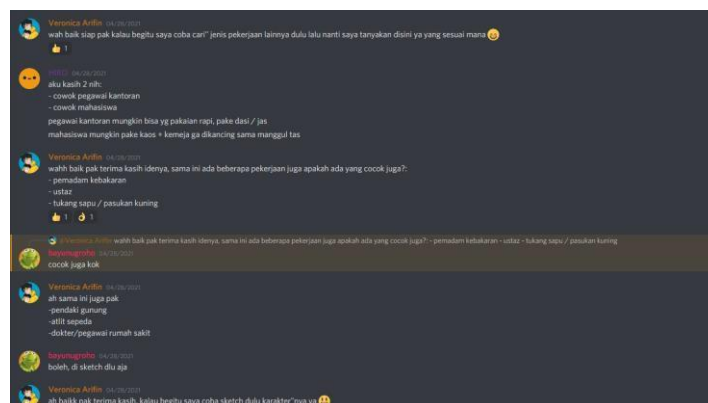 Veronica Arifin 04/28/2021
wah baik siap pak kalau begitu saya coba cari" jenis pekerjaan lainnya dulu lalu nanti saya tanyakan disini ya yang sesuai mana
1
04/28/2021
aku kasih 2 nih:
- cowok pegawai kantoran
- cowok mahasiswa
pegawai kantoran mungkin bisa yg pakaian rapi, pake dasi / jas
mahasiswa mungkin pake kaos + kemeja ga dikancing sama manggul tas
Veronica Arifin 04/28/2021
wahh baik pak terima kasih idenya, sama ini ada beberapa pekerjaan juga apakah ada yang cocok juga?:
- pemadam kebakaran
- ustaz
- tukang sapu / pasukan kuning
1 1
@Veronica Arifin wahh baik pak terima kasih idenya, sama ini ada beberapa pekerjaan juga apakah ada yang cocok juga?: - pemadam kebakaran - ustaz - tukang sapu / pasukan kuning
bayunugroho 04/28/2021
cocok juga kok
Veronica Arifin 04/28/2021
ah sama ini juga pak
-pendaki gunung
-atlit sepeda
-dokter/pegawai rumah sakit
bayunugroho 04/28/2021
boleh, di sketch dlu aja
Veronica Arifin 04/28/2021
ah baikk pak terima kasih, kalau begitu saya coba sketch dulu karakter"nya ya